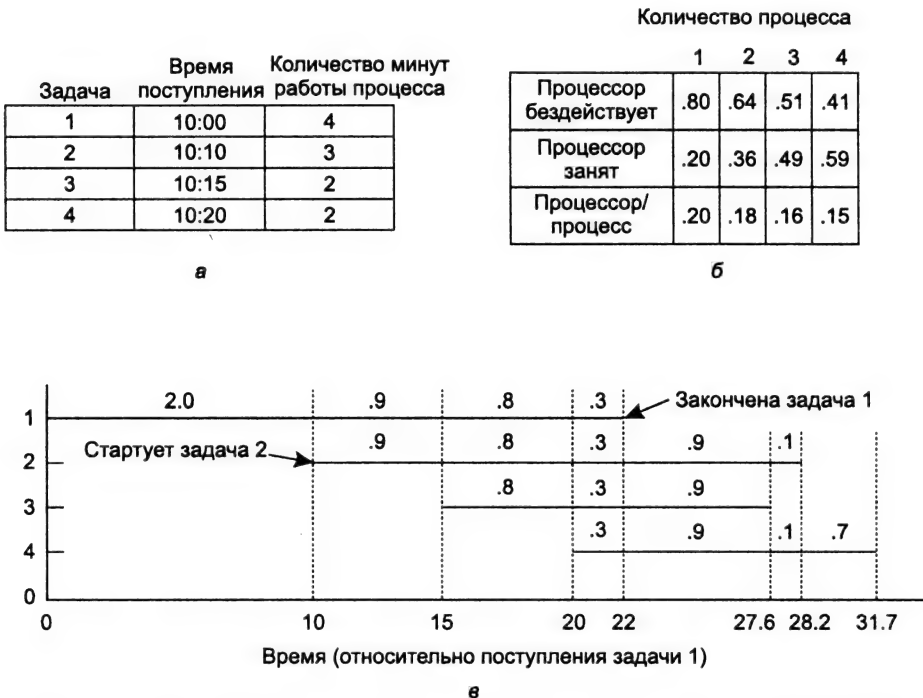 Время
Количество минут
Задача
поступления
работы процесса
1 10:00 4
2 10:10 3
3 10:15 2
4 10:20 2
а
Количество процесса
1 2 3 4
Процессор
бездействует
.80 .64 .51 .41
Процессор
занят
.20 .36 .49 .59
Процессор/
процесс
.20 .18 .16 .15
б
2.0 .9 .8 .3
Закончена задача 1
1
Стартует задача 2
.9 .8 .3 .9 .1
2
.8 .3 .9
3
.3 .9 .1 .7
4
0
0 10 15 20 22 27.6 28.2 31.7
Время (относительно поступления задачи 1)
в